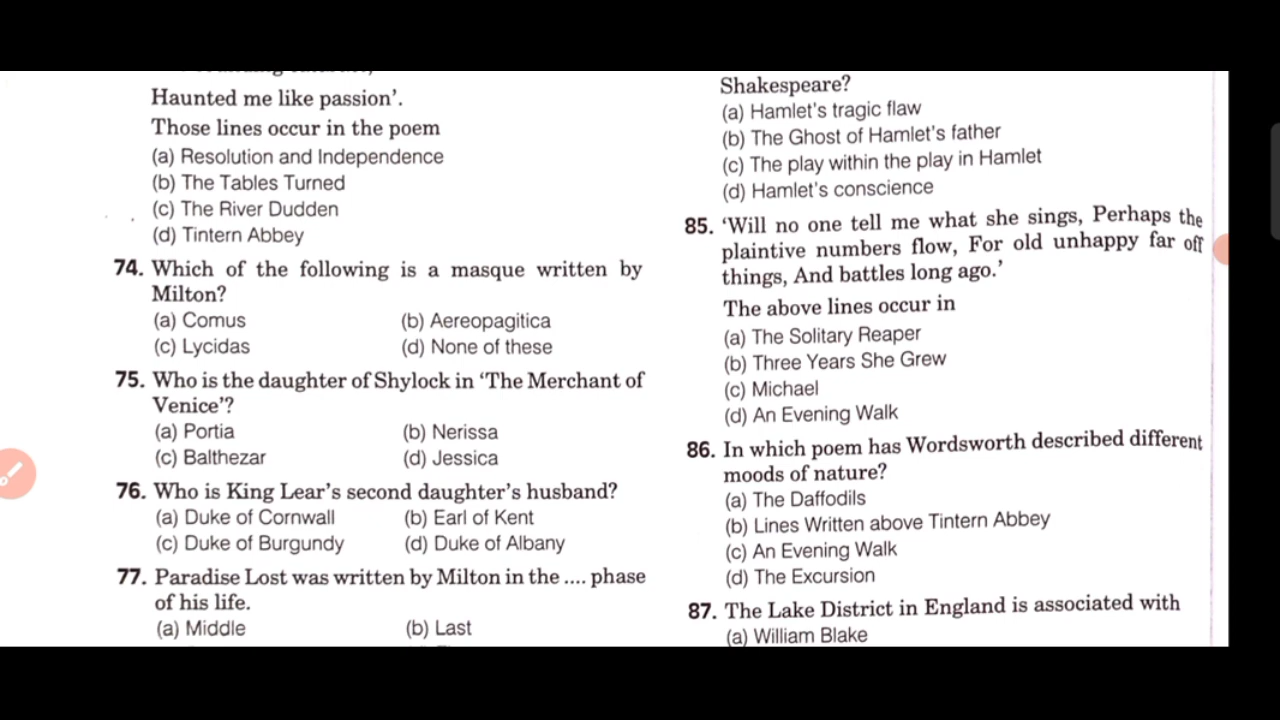 Haunted me like passion'.
Those lines occur in the poem
(a) Resolution and Independence
(b) The Tables Turned
(c) The River Dudden
(d) Tintern Abbey
74. Which of the following is a masque written by
Milton?
(a) Comus (b) Aereopagitica
(c) Lycidas (d) None of these
75. Who is the daughter of Shylock in 'The Merchant of
Venice'?
(a) Portia (b) Nerissa
(c) Balthezar (d) Jessica
76. Who is King Lear's second daughter's husband?
(a) Duke of Cornwall (b) Earl of Kent
(c) Duke of Burgundy (d) Duke of Albany
77. Paradise Lost was written by Milton in the .... phase
of his life.
(a) Middle (b) Last
Shakespeare?
(a) Hamlet's tragic flaw
(b) The Ghost of Hamlet's father
(c) The play within the play in Hamlet
(d) Hamlet's conscience
85. 'Will no one tell me what she sings, Perhaps the
plaintive numbers flow, For old unhappy far off
things, And battles long ago.'
The above lines occur in
(a) The Solitary Reaper
(b) Three Years She Grew
(c) Michael
(d) An Evening Walk
86. In which poem has Wordsworth described different
moods of nature?
(a) The Daffodils
(b) Lines Written above Tintern Abbey
(c) An Evening Walk
(d) The Excursion
87. The Lake District in England is associated with
(a) William Blake